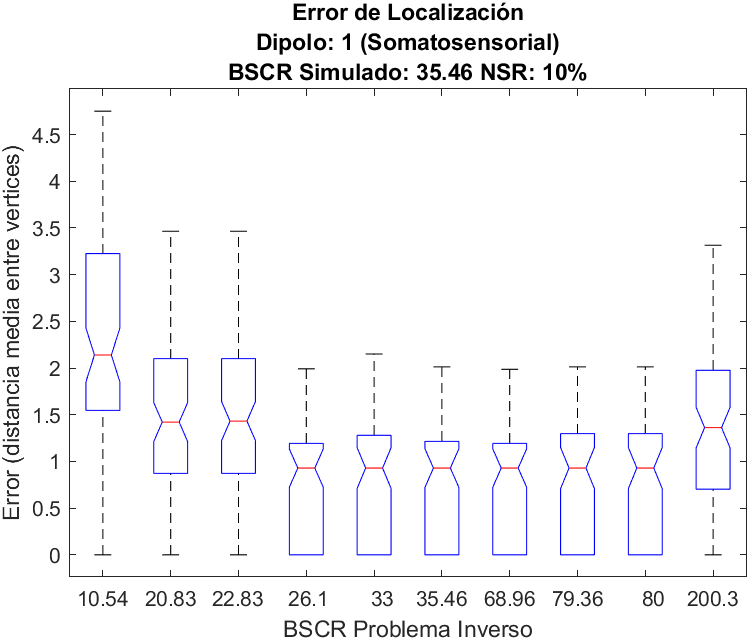 Error de Localización
Dipolo: 1 (Somatosensorial)
BSCR Simulado: 35.46 NSR: 10%
Error (distancia media entre vertices)
4.5
4
3.5
3
2.5
2
1.5
1
0.5
0
10.54 20.83 22.83 26.1 33 35.46 68.96 79.36 80 200.3
BSCR Problema Inverso